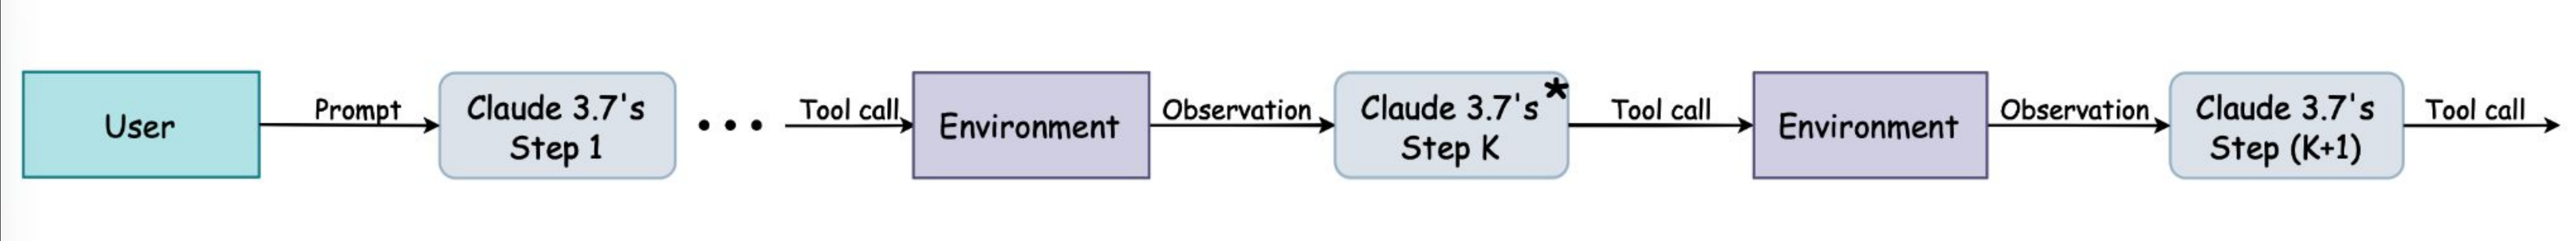 User
Prompt
Claude 3.7's
Step 1
• • •
Tool call
Environment
Observation
Claude 3.7's*
Step K
Tool call
Environment
Observation
Claude 3.7's
Step (K+1)
Tool call